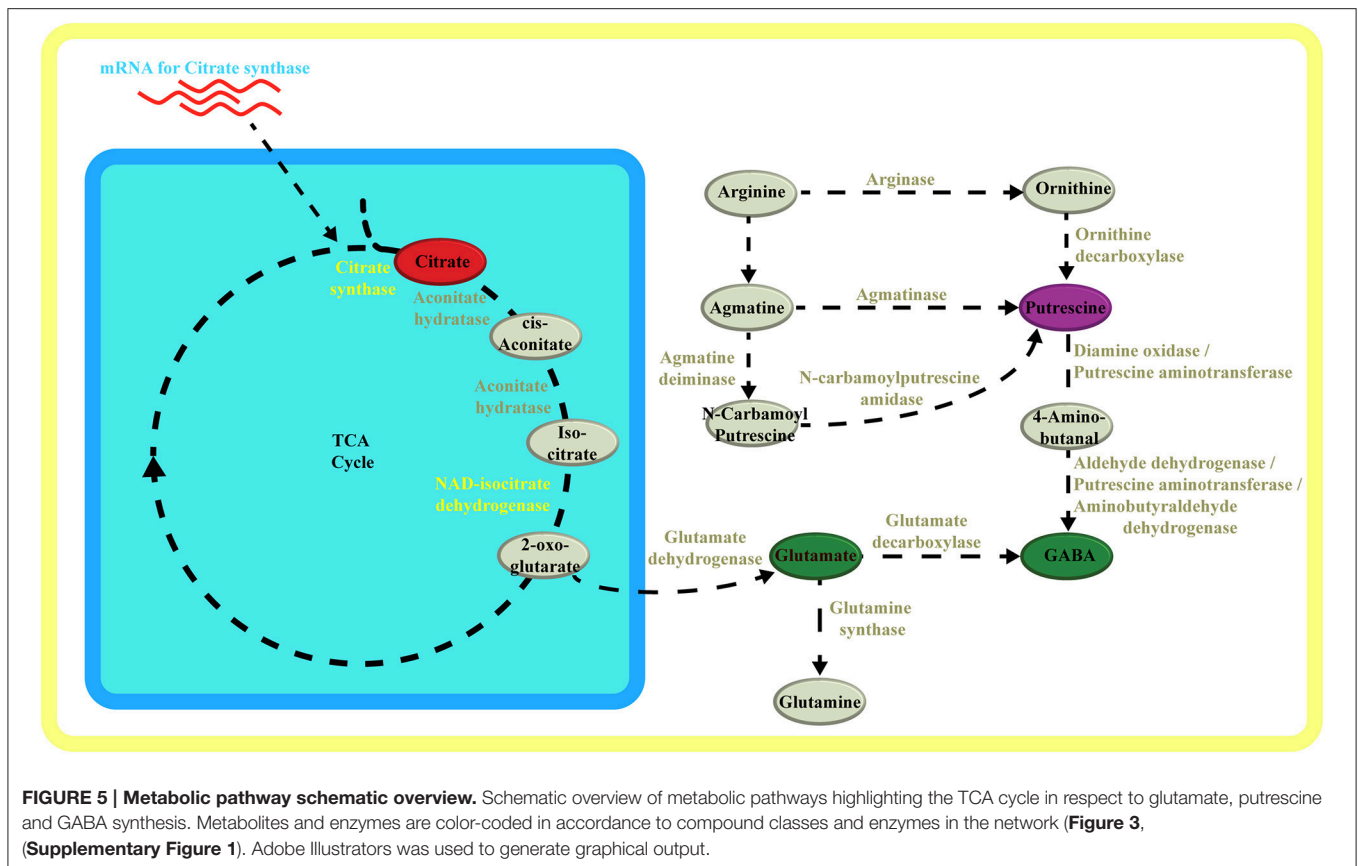 mRNA for Citrate synthase
Citrate
synthase
Citrate
Aconitate
hydratase
cis-
Aconitate
Aconitate
hydratase
Iso-
citrate
TCA
Cycle
NAD-isocitrate
dehydrogenase
2-oxo-
glutarate
Arginine
Arginase
Ornithine
Ornithine
decarboxylase
Agmatine
Agmatinase
Putrescine
Agmatine
deiminase
N-carbamoylputrescine
amidase
Diamine oxidase /
Putrescine aminotransferase
N-Carbamoyl
Putrescine
4-Amino-
butanal
Aldehyde dehydrogenase /
Putrescine aminotransferase /
Aminobutyraldehyde
dehydrogenase
Glutamate
dehydrogenase
Glutamate
Glutamate
decarboxylase
GABA
Glutamine
synthase
Glutamine
FIGURE 5 | Metabolic pathway schematic overview. Schematic overview of metabolic pathways highlighting the TCA cycle in respect to glutamate, putrescine
and GABA synthesis. Metabolites and enzymes are color-coded in accordance to compound classes and enzymes in the network (Figure 3,
(Supplementary Figure 1). Adobe Illustrators was used to generate graphical output.